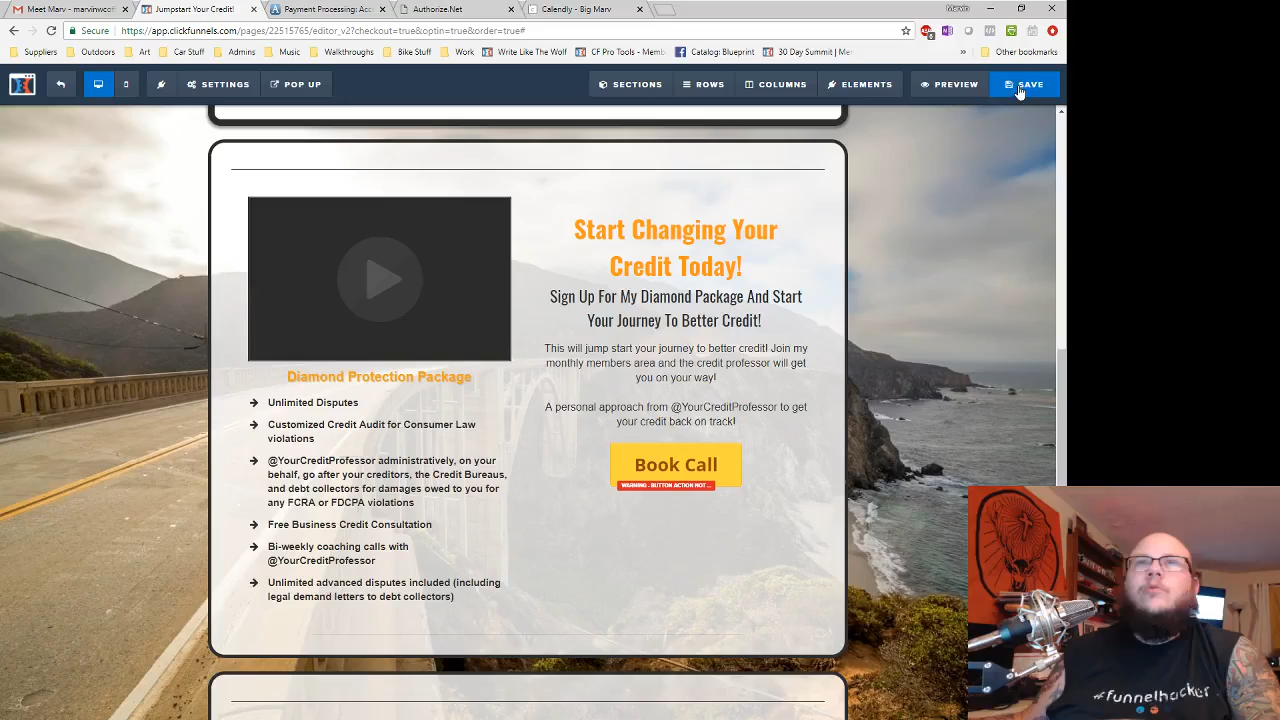 Meet Marv - marvinwcoff
Jumpstart Your Credit!
Payment Processing: Acc
Authorize.Net
Calendly - Big Marv
Marvin
Secure
https://app.clickfunnels.com/pages/22515765/editor_v2?checkout=true&optin=true&order=true#
Suppliers
Outdoors
Art
Car Stuff
Admins
Music
Walkthroughs
Bike Stuff
Work
Write Like The Wolf
CF Pro Tools - Memb
Catalog: Blueprint
30 Day Summit | Me
»
Other bookmarks
SETTINGS
POP UP
SECTIONS
ROWS
COLUMNS
ELEMENTS
PREVIEW
SAVE
Diamond Protection Package
Unlimited Disputes
Customized Credit Audit for Consumer Law
violations
@YourCreditProfessor administratively, on your
behalf, go after your creditors, the Credit Bureaus,
and debt collectors for damages owed to you for
any FCRA or FDCPA violations
Free Business Credit Consultation
Bi-weekly coaching calls with
@YourCreditProfessor
Unlimited advanced disputes included (including
legal demand letters to debt collectors)
Start Changing Your
Credit Today!
Sign Up For My Diamond Package And Start
Your Journey To Better Credit!
This will jump start your journey to better credit! Join my
monthly members area and the credit professor will get
you on your way!
A personal approach from @YourCreditProfessor to get
your credit back on track!
Book Call
WARNING - BUTTON ACTION NOT ...
#funnelhacker